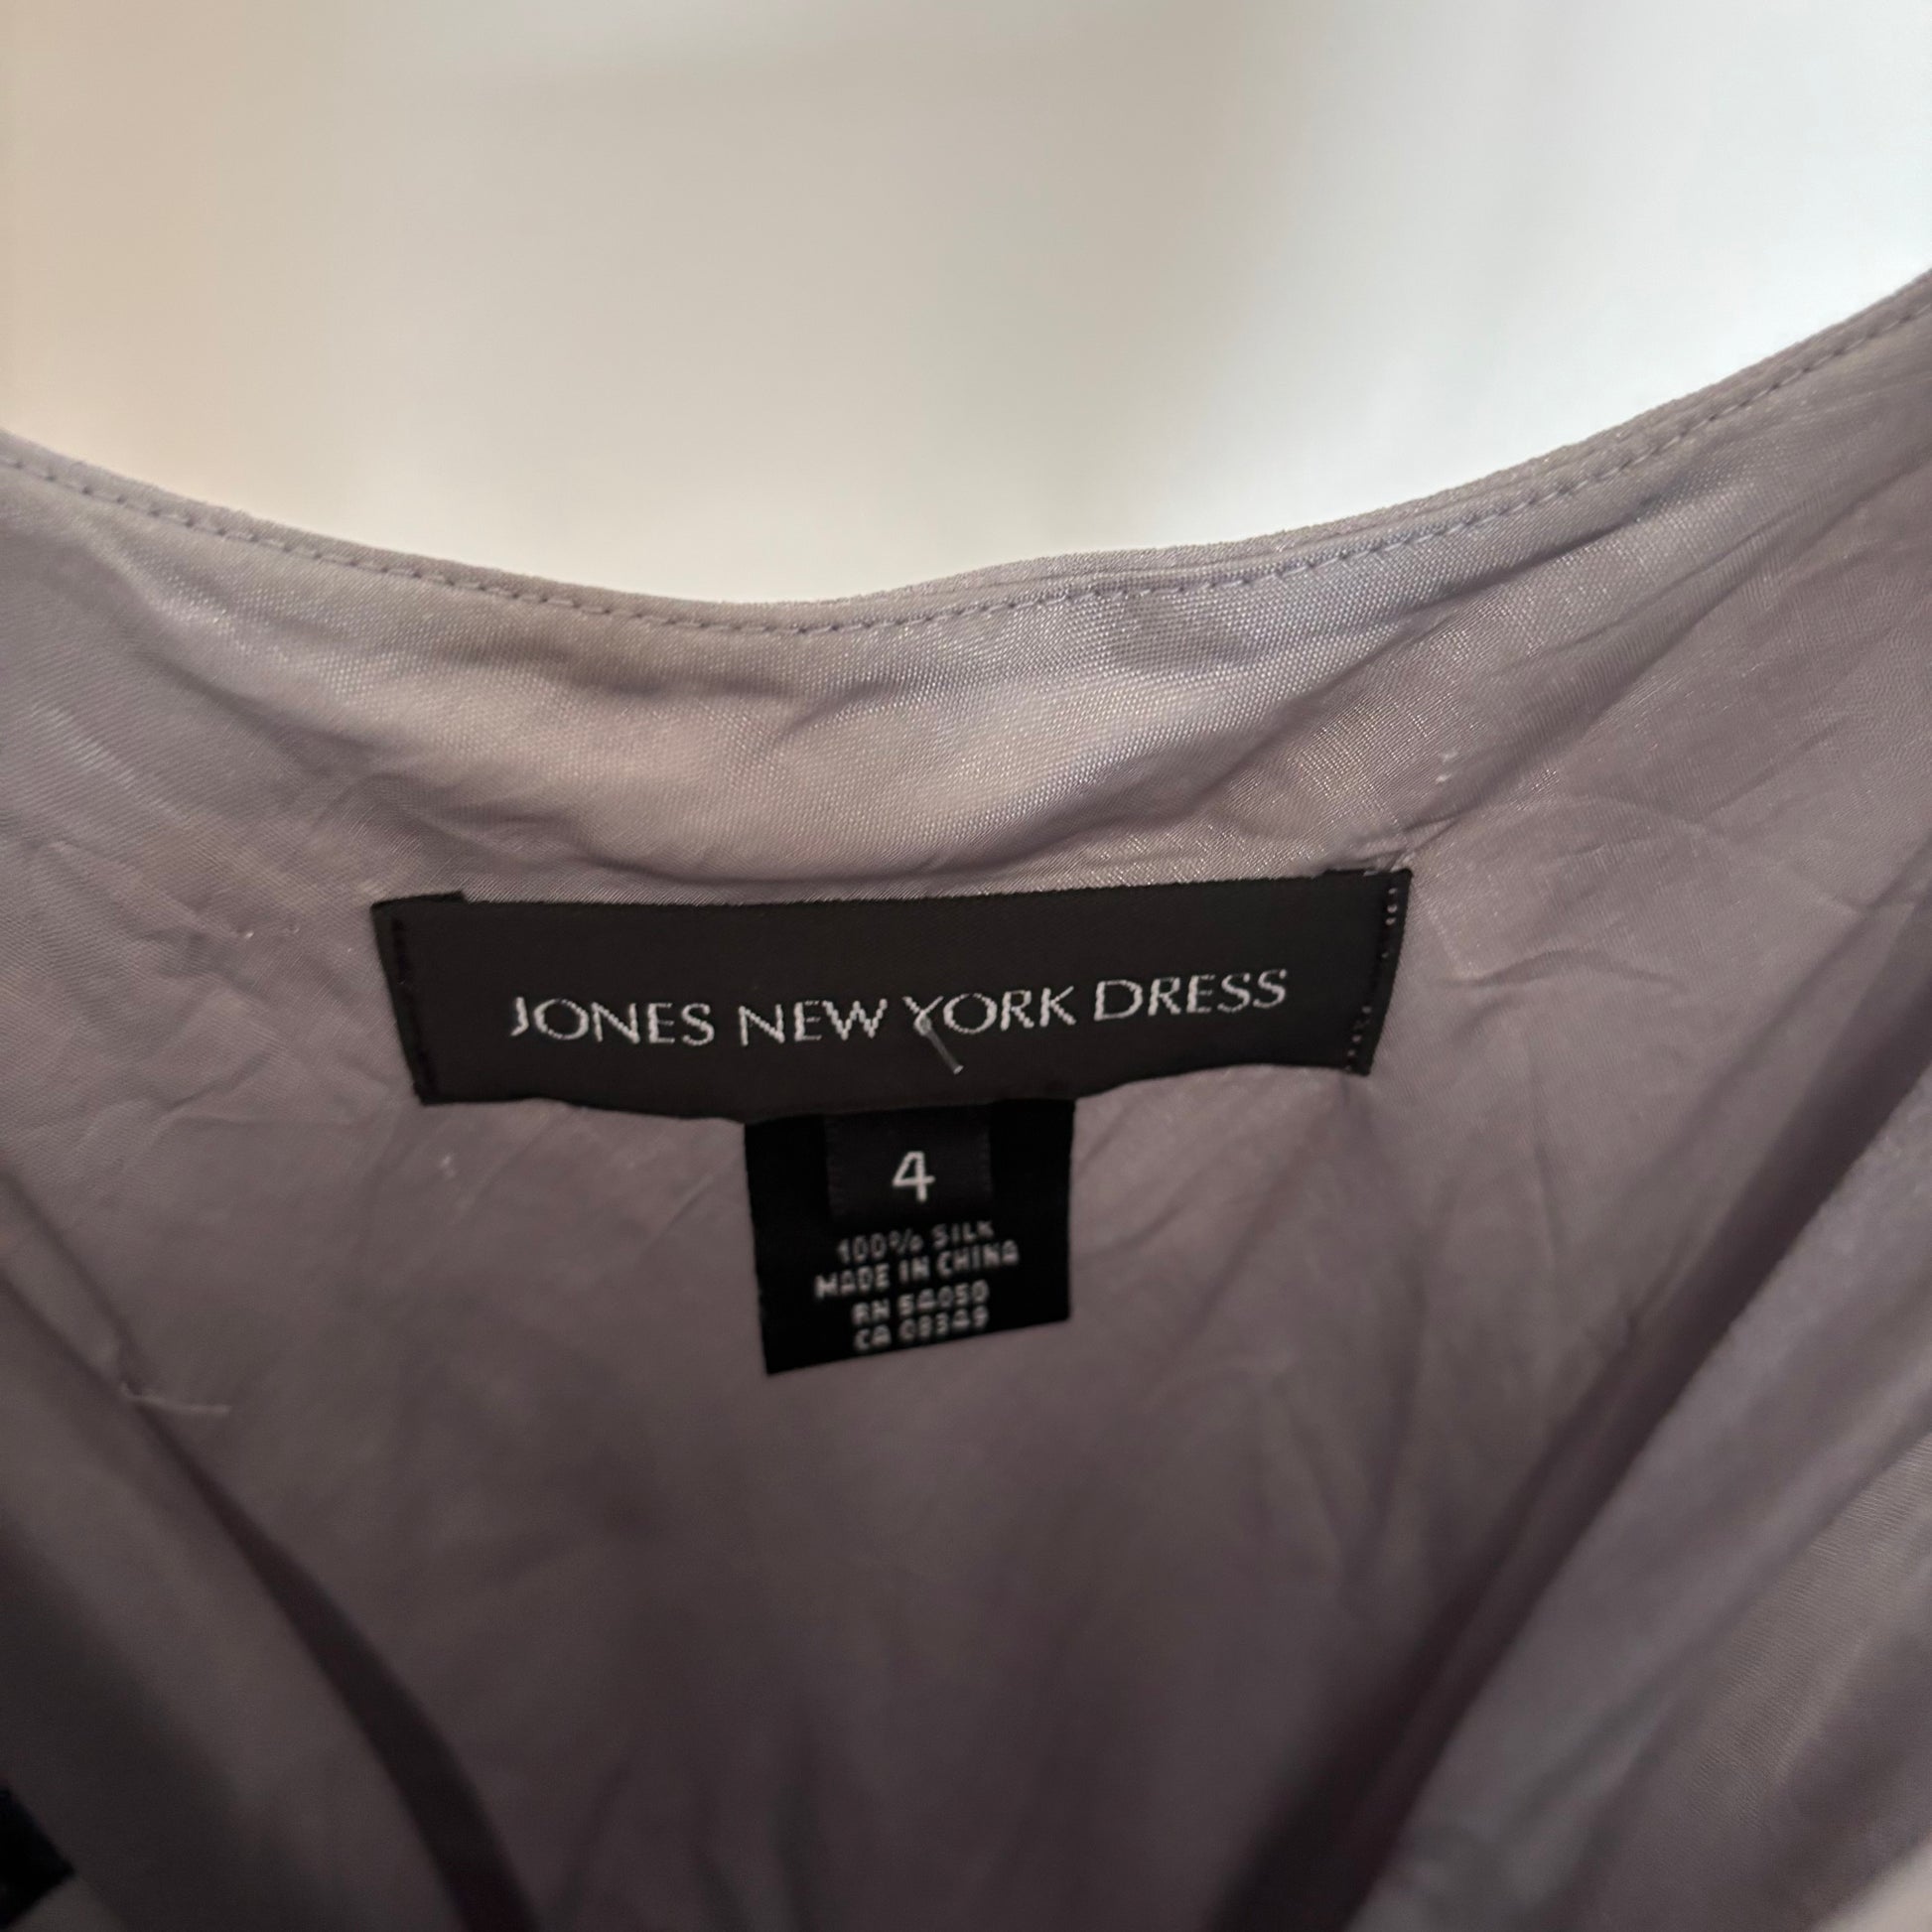 JONES NEW YORK DRESS
4
100% SILK
MADE IN CHINA
RN 54050
CA 08349